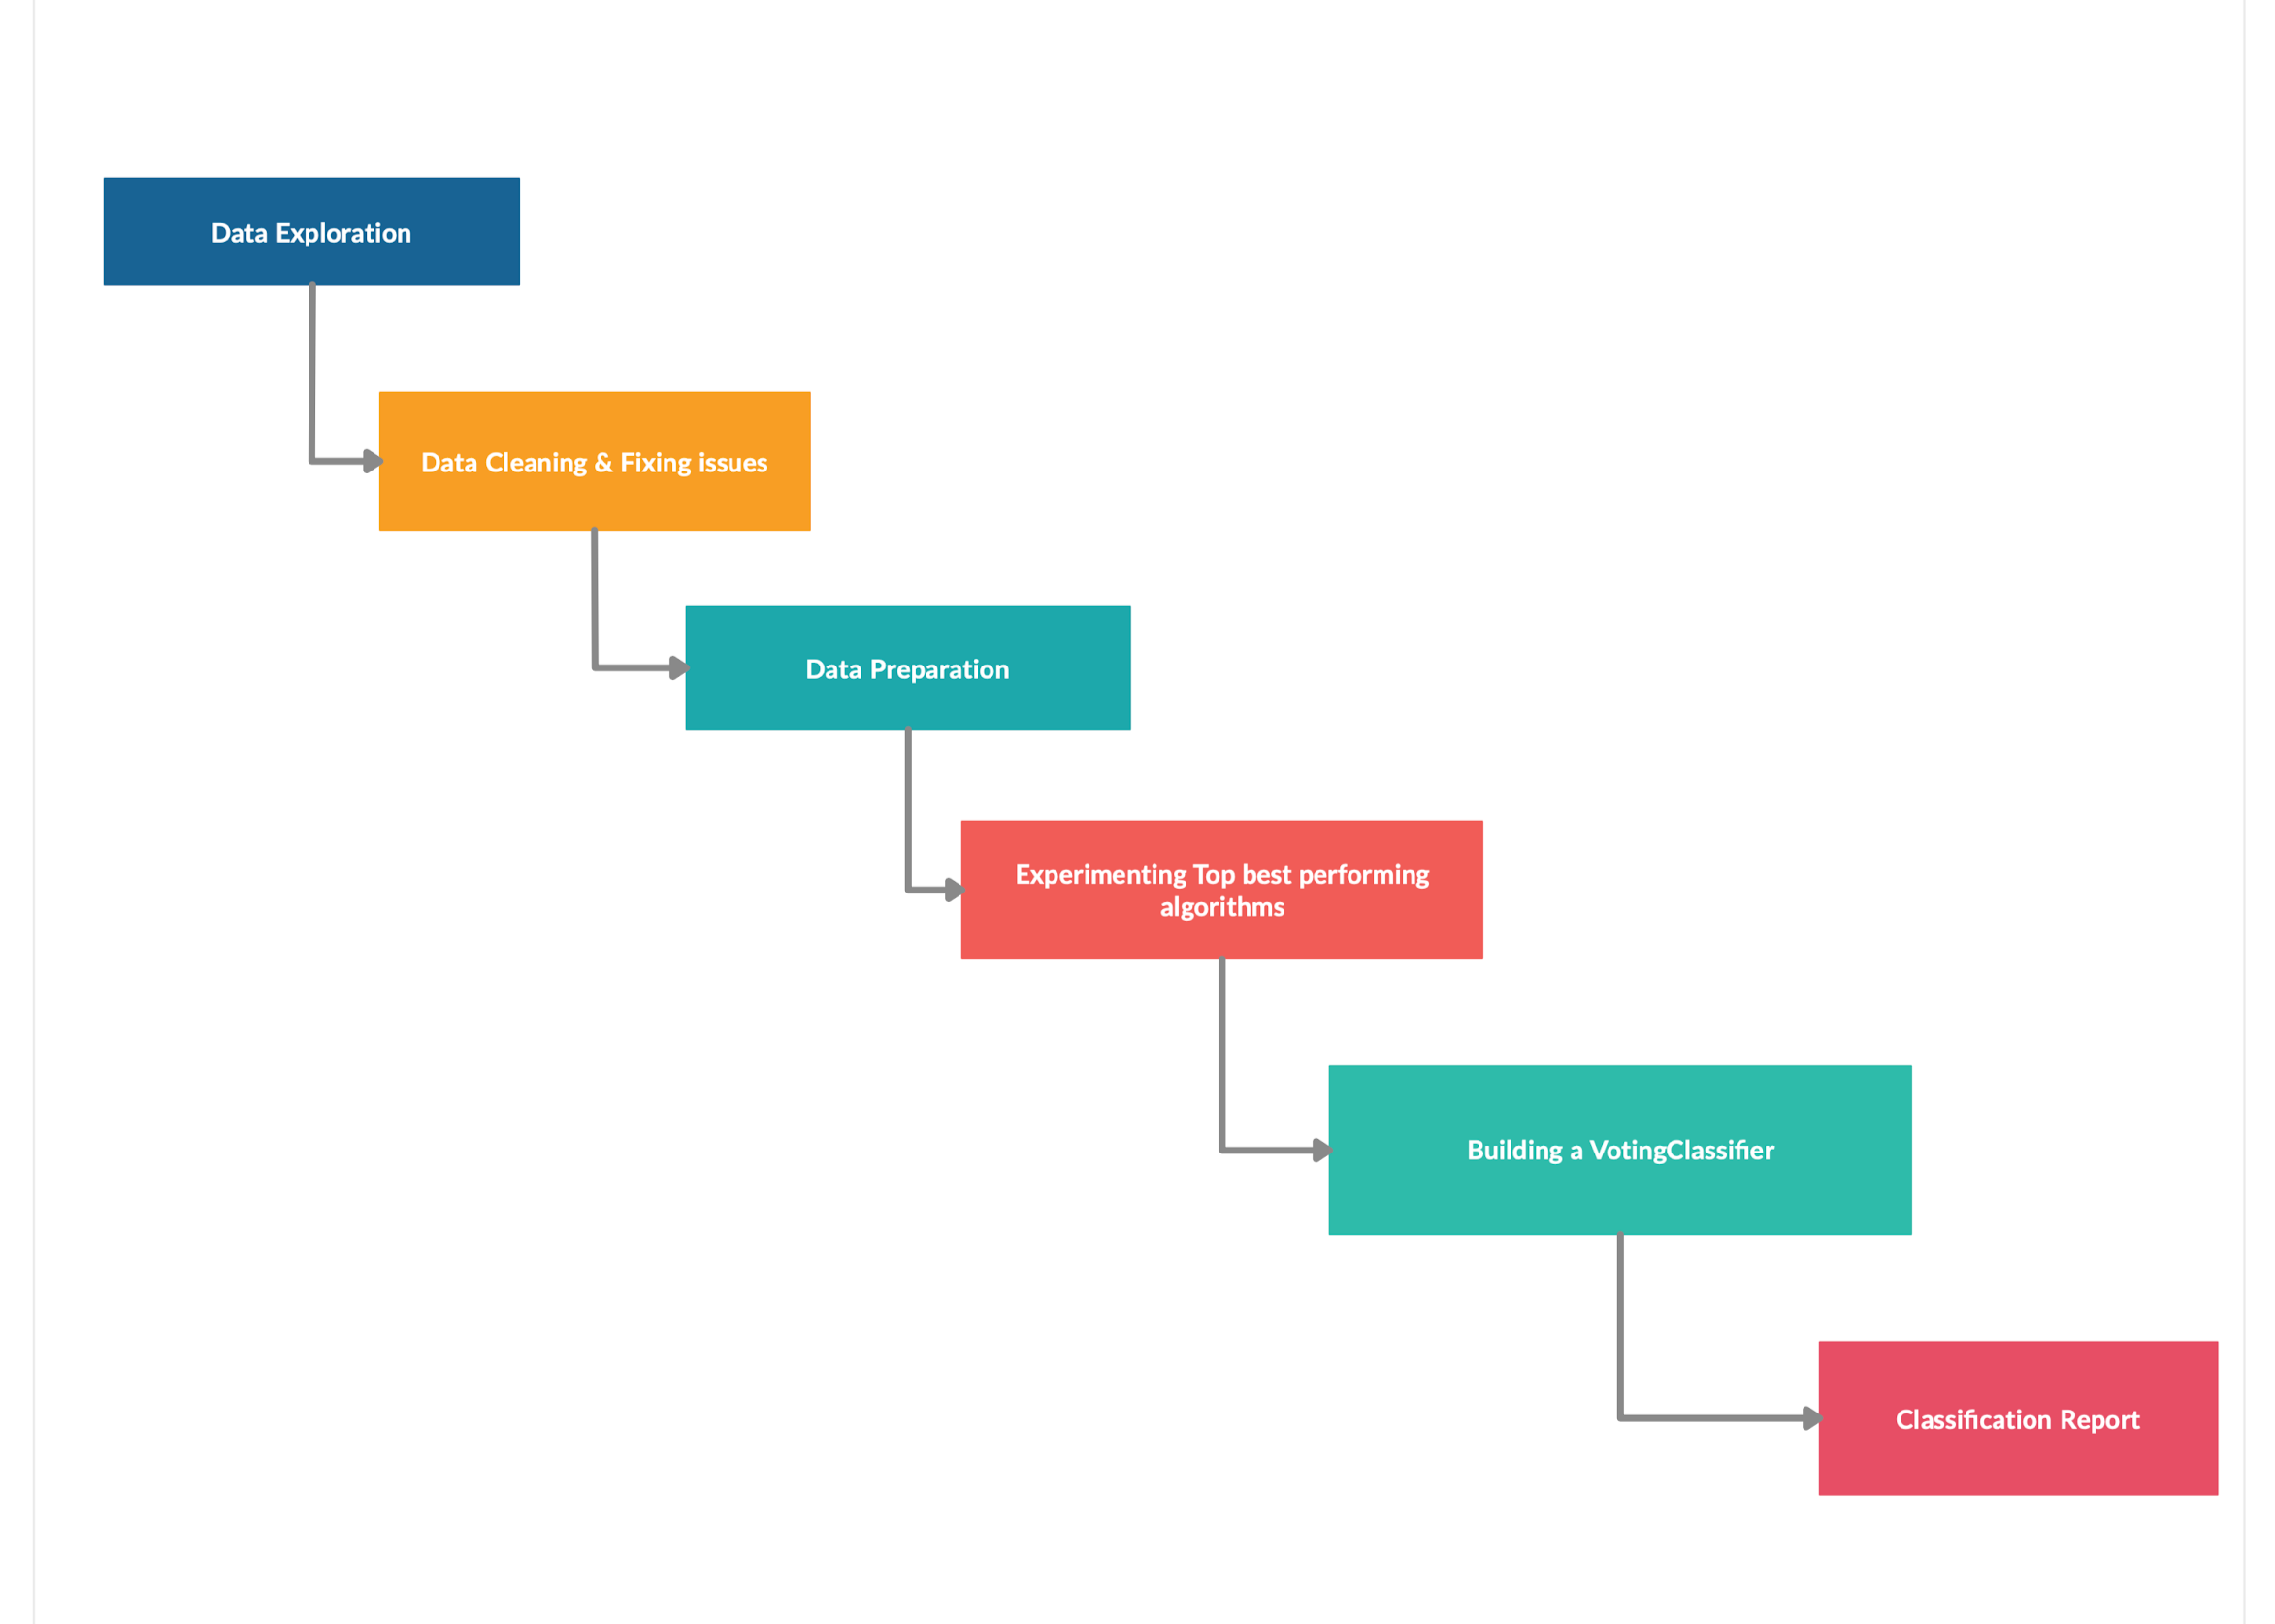 Data Exploration
Data Cleaning & Fixing issues
Data Preparation
Experimenting Top best performing
algorithms
Building a VotingClassifier
Classification Report